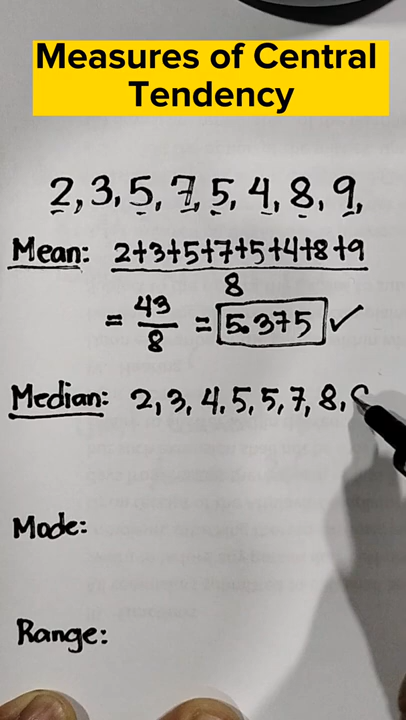 Measures of Central
Tendency
2, 3, 5, 7, 5, 4, 8, 9,
Mean: 2+3+5+7+5+4+8+9
8
= 43/8 = 5.375 ✓
Median: 2, 3, 4, 5, 5, 7, 8,
Mode:
Range: